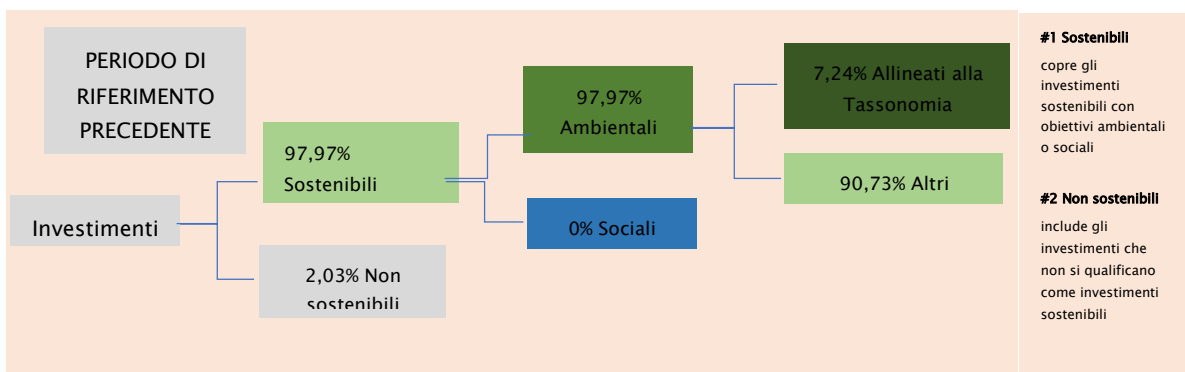 PERIODO DI
RIFERIMENTO
PRECEDENTE
Investimenti
97,97%
Sostenibili
2,03% Non
sostenibili
97,97%
Ambientali
0% Sociali
7,24% Allineati alla
Tassonomia
90,73% Altri
#1 Sostenibili
copre gli
investimenti
sostenibili con
obiettivi ambientali
o sociali
#2 Non sostenibili
include gli
investimenti che
non si qualificano
come investimenti
sostenibili